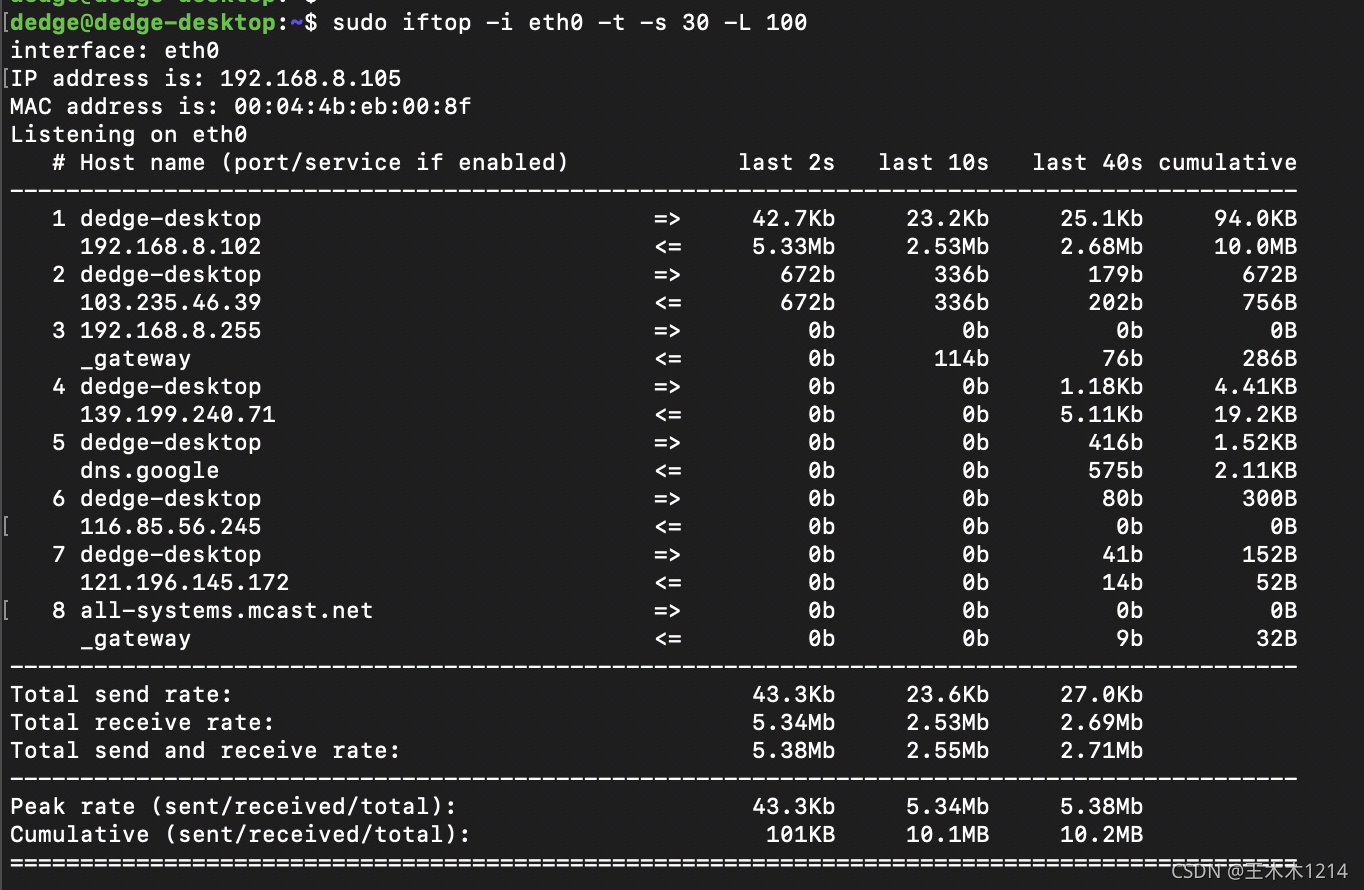 dedge@dedge-desktop:~$ sudo iftop -i eth0 -t -s 30 -L 100
interface: eth0
IP address is: 192.168.8.105
MAC address is: 00:04:4b:eb:00:8f
Listening on eth0
# Host name (port/service if enabled) last 2s last 10s last 40s cumulative
--------------------------------------------------------------------------------------------
1 dedge-desktop => 42.7Kb 23.2Kb 25.1Kb 94.0KB
192.168.8.102 <= 5.33Mb 2.53Mb 2.68Mb 10.0MB
2 dedge-desktop => 672b 336b 179b 672B
103.235.46.39 <= 672b 336b 202b 756B
3 192.168.8.255 => 0b 0b 0b 0B
_gateway <= 0b 114b 76b 286B
4 dedge-desktop => 0b 0b 1.18Kb 4.41KB
139.199.240.71 <= 0b 0b 5.11Kb 19.2KB
5 dedge-desktop => 0b 0b 416b 1.52KB
dns.google <= 0b 0b 575b 2.11KB
6 dedge-desktop => 0b 0b 80b 300B
116.85.56.245 <= 0b 0b 0b 0B
7 dedge-desktop => 0b 0b 41b 152B
121.196.145.172 <= 0b 0b 14b 52B
8 all-systems.mcast.net => 0b 0b 0b 0B
_gateway <= 0b 0b 9b 32B
--------------------------------------------------------------------------------------------
Total send rate: 43.3Kb 23.6Kb 27.0Kb
Total receive rate: 5.34Mb 2.53Mb 2.69Mb
Total send and receive rate: 5.38Mb 2.55Mb 2.71Mb
--------------------------------------------------------------------------------------------
Peak rate (sent/received/total): 43.3Kb 5.34Mb 5.38Mb
Cumulative (sent/received/total): 101KB 10.1MB 10.2MB
============================================================================================
CSDN @王木木1214